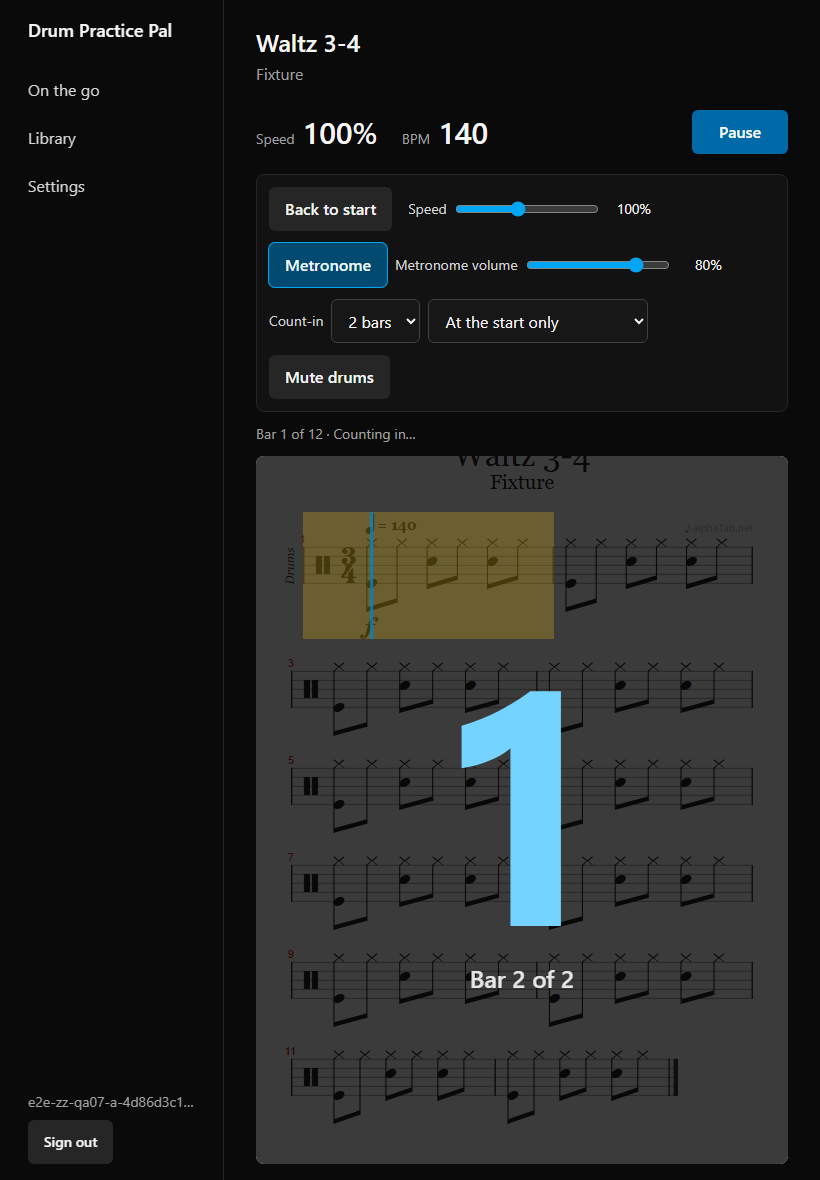 Drum Practice Pal
On the go
Library
Settings
e2e-zz-qa07-a-4d86d3c1...
Sign out
Waltz 3-4
Fixture
Speed 100% BPM 140
Pause
Back to start Speed 100%
Metronome Metronome volume 80%
Count-in 2 bars At the start only
Mute drums
Bar 1 of 12 · Counting in...
Waltz 3-4
Fixture
= 140
alphaTab.net
1
Drums
3
4
f
3
5
7
9
11
1
Bar 2 of 2